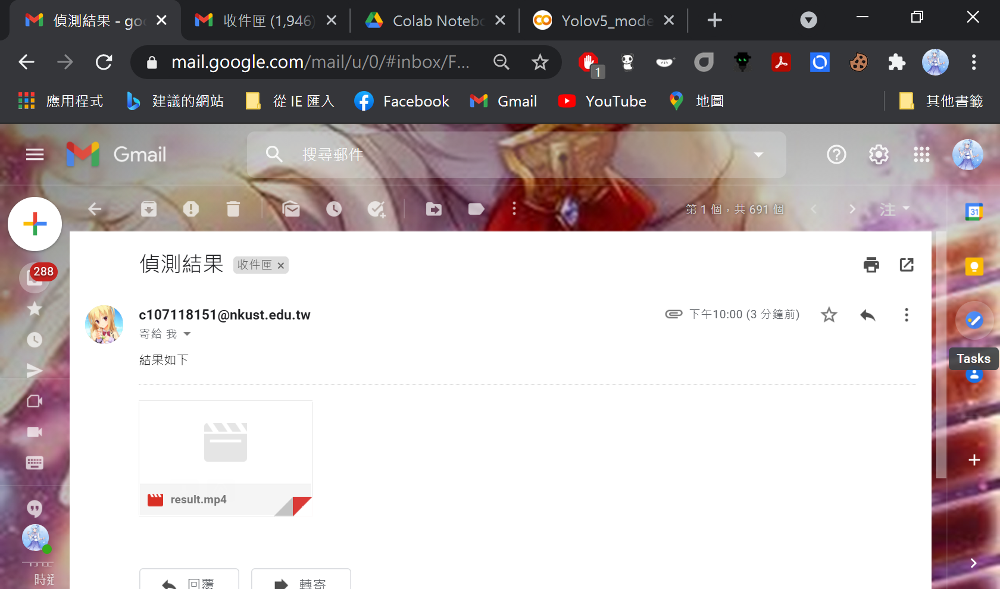 偵測結果 - goo
收件匣 (1,946)
Colab Notebo
Yolov5_mode
mail.google.com/mail/u/0/#inbox/F...
1
應用程式
建議的網站
從 IE 匯入
Facebook
Gmail
YouTube
地圖
其他書籤
Gmail
搜尋郵件
第 1 個，共 691 個
注
31
偵測結果
收件匣
288
c107118151@nkust.edu.tw
下午10:00 (3 分鐘前)
寄給 我
結果如下
Tasks
result.mp4
回覆
轉寄